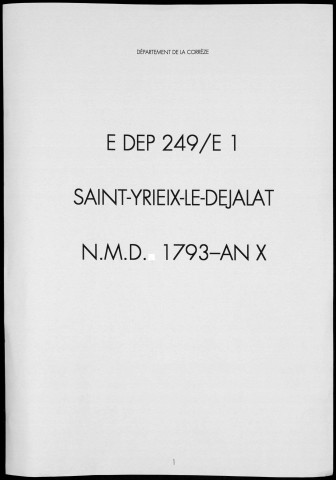 DÉPARTEMENT DE LA CORRÈZE
E DEP 249/E 1
SAINT-YRIEIX-LE-DEJALAT
N.M.D. 1793–AN X
1